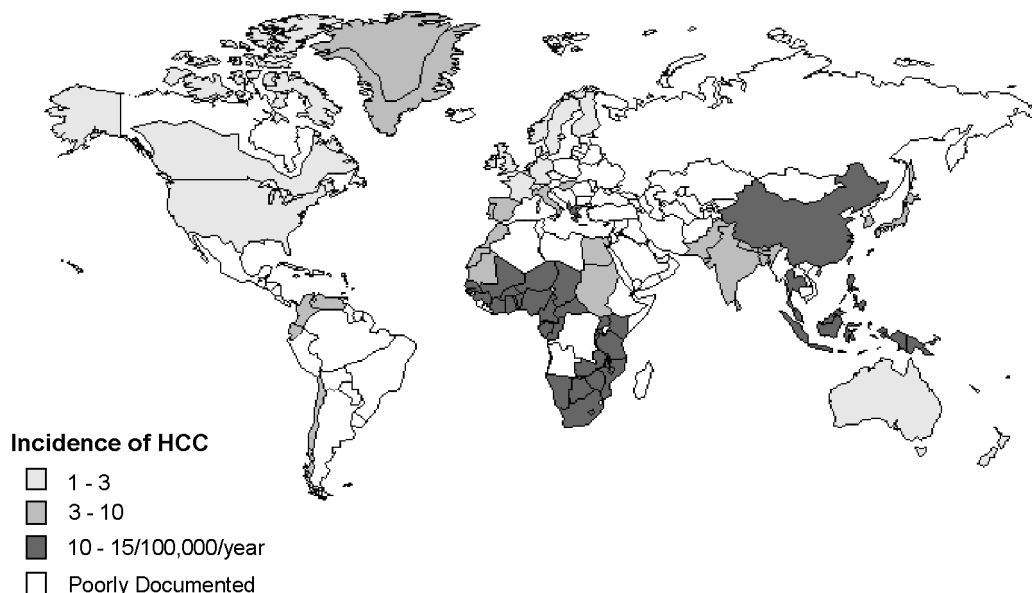 Incidence of HCC
1 - 3
3 - 10
10 - 15/100,000/year
Poorly Documented